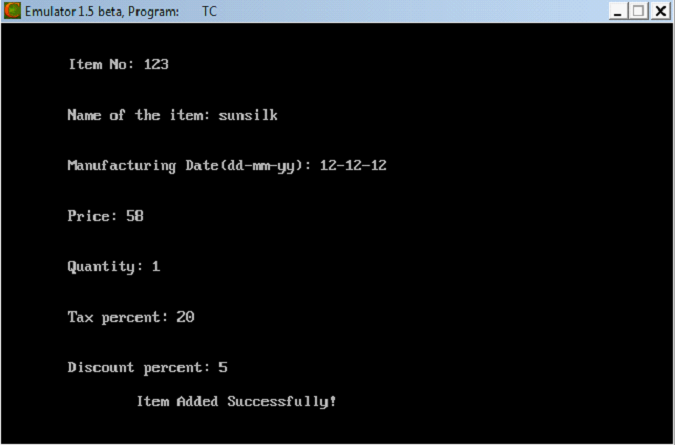 Emulator 1.5 beta, Program: TC
Item No: 123
Name of the item: sunsilk
Manufacturing Date(dd-mm-yy): 12-12-12
Price: 58
Quantity: 1
Tax percent: 20
Discount percent: 5
Item Added Successfully!